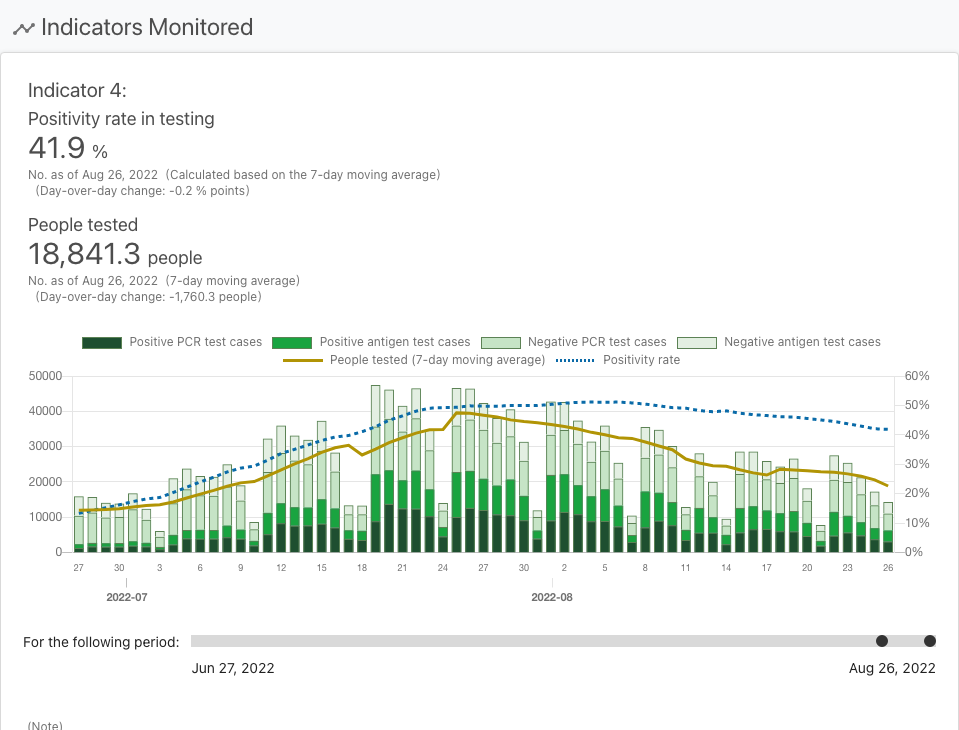 Indicators Monitored
Indicator 4:
Positivity rate in testing
41.9 %
No. as of Aug 26, 2022 (Calculated based on the 7-day moving average)
(Day-over-day change: -0.2 % points)
People tested
18,841.3 people
No. as of Aug 26, 2022 (7-day moving average)
(Day-over-day change: -1,760.3 people)
Positive PCR test cases Positive antigen test cases Negative PCR test cases Negative antigen test cases
People tested (7-day moving average) Positivity rate
50000 60%
40000 50%
30000 40%
20000 30%
10000 20%
0 10%
0%
27 30 3 6 9 12 15 18 21 24 27 30 2 5 8 11 14 17 20 23 26
2022-07 2022-08
For the following period:
Jun 27, 2022 Aug 26, 2022
(Note)